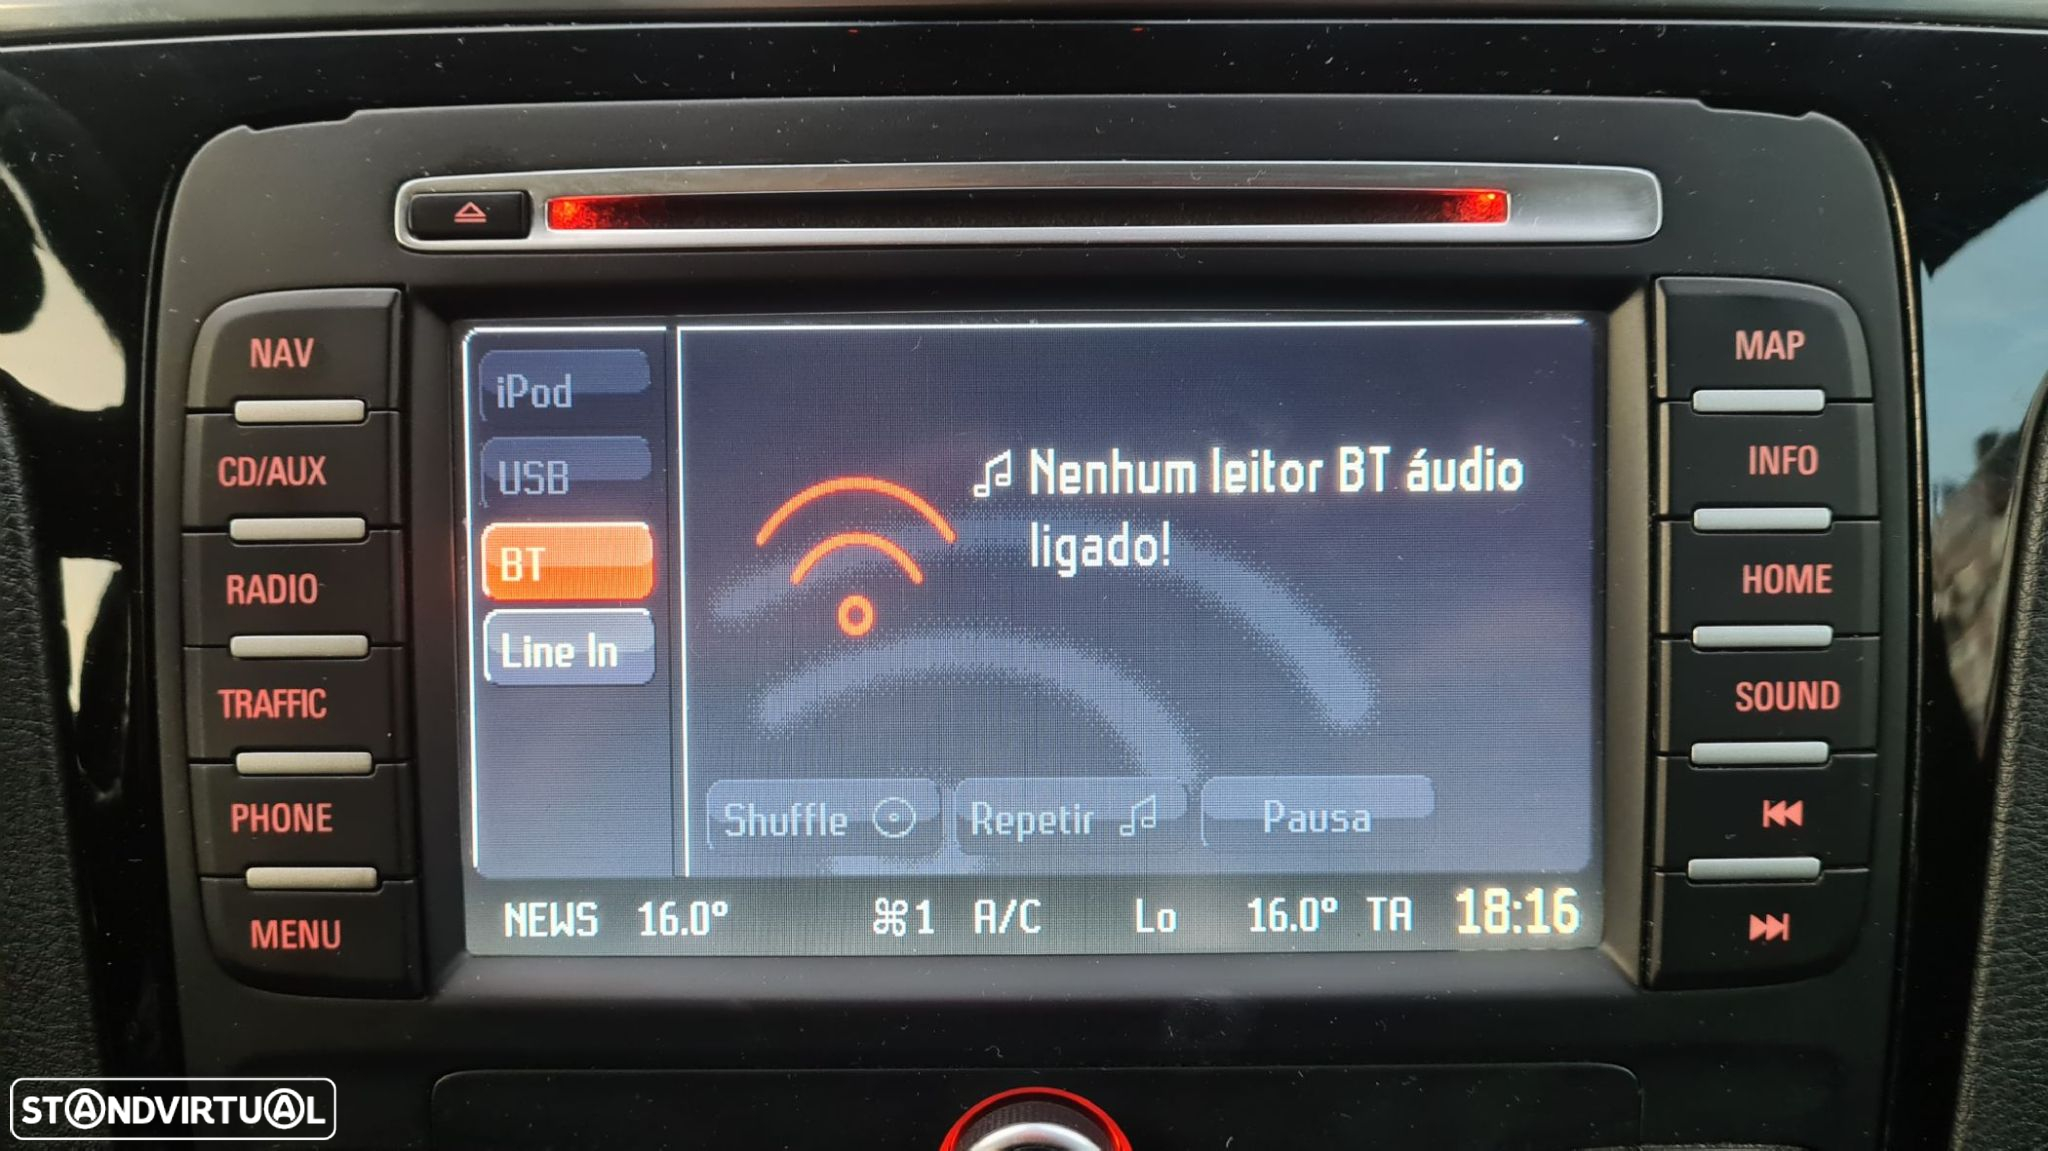 NAV
CD/AUX
RADIO
TRAFFIC
PHONE
MENU
iPod
USB
BT
Line In
Nenhum leitor BT áudio
ligado!
Shuffle
Repetir
Pausa
NEWS 16.0° ⌘1 A/C Lo 16.0° TA 18:16
MAP
INFO
HOME
SOUND
STANDVIRTUAL